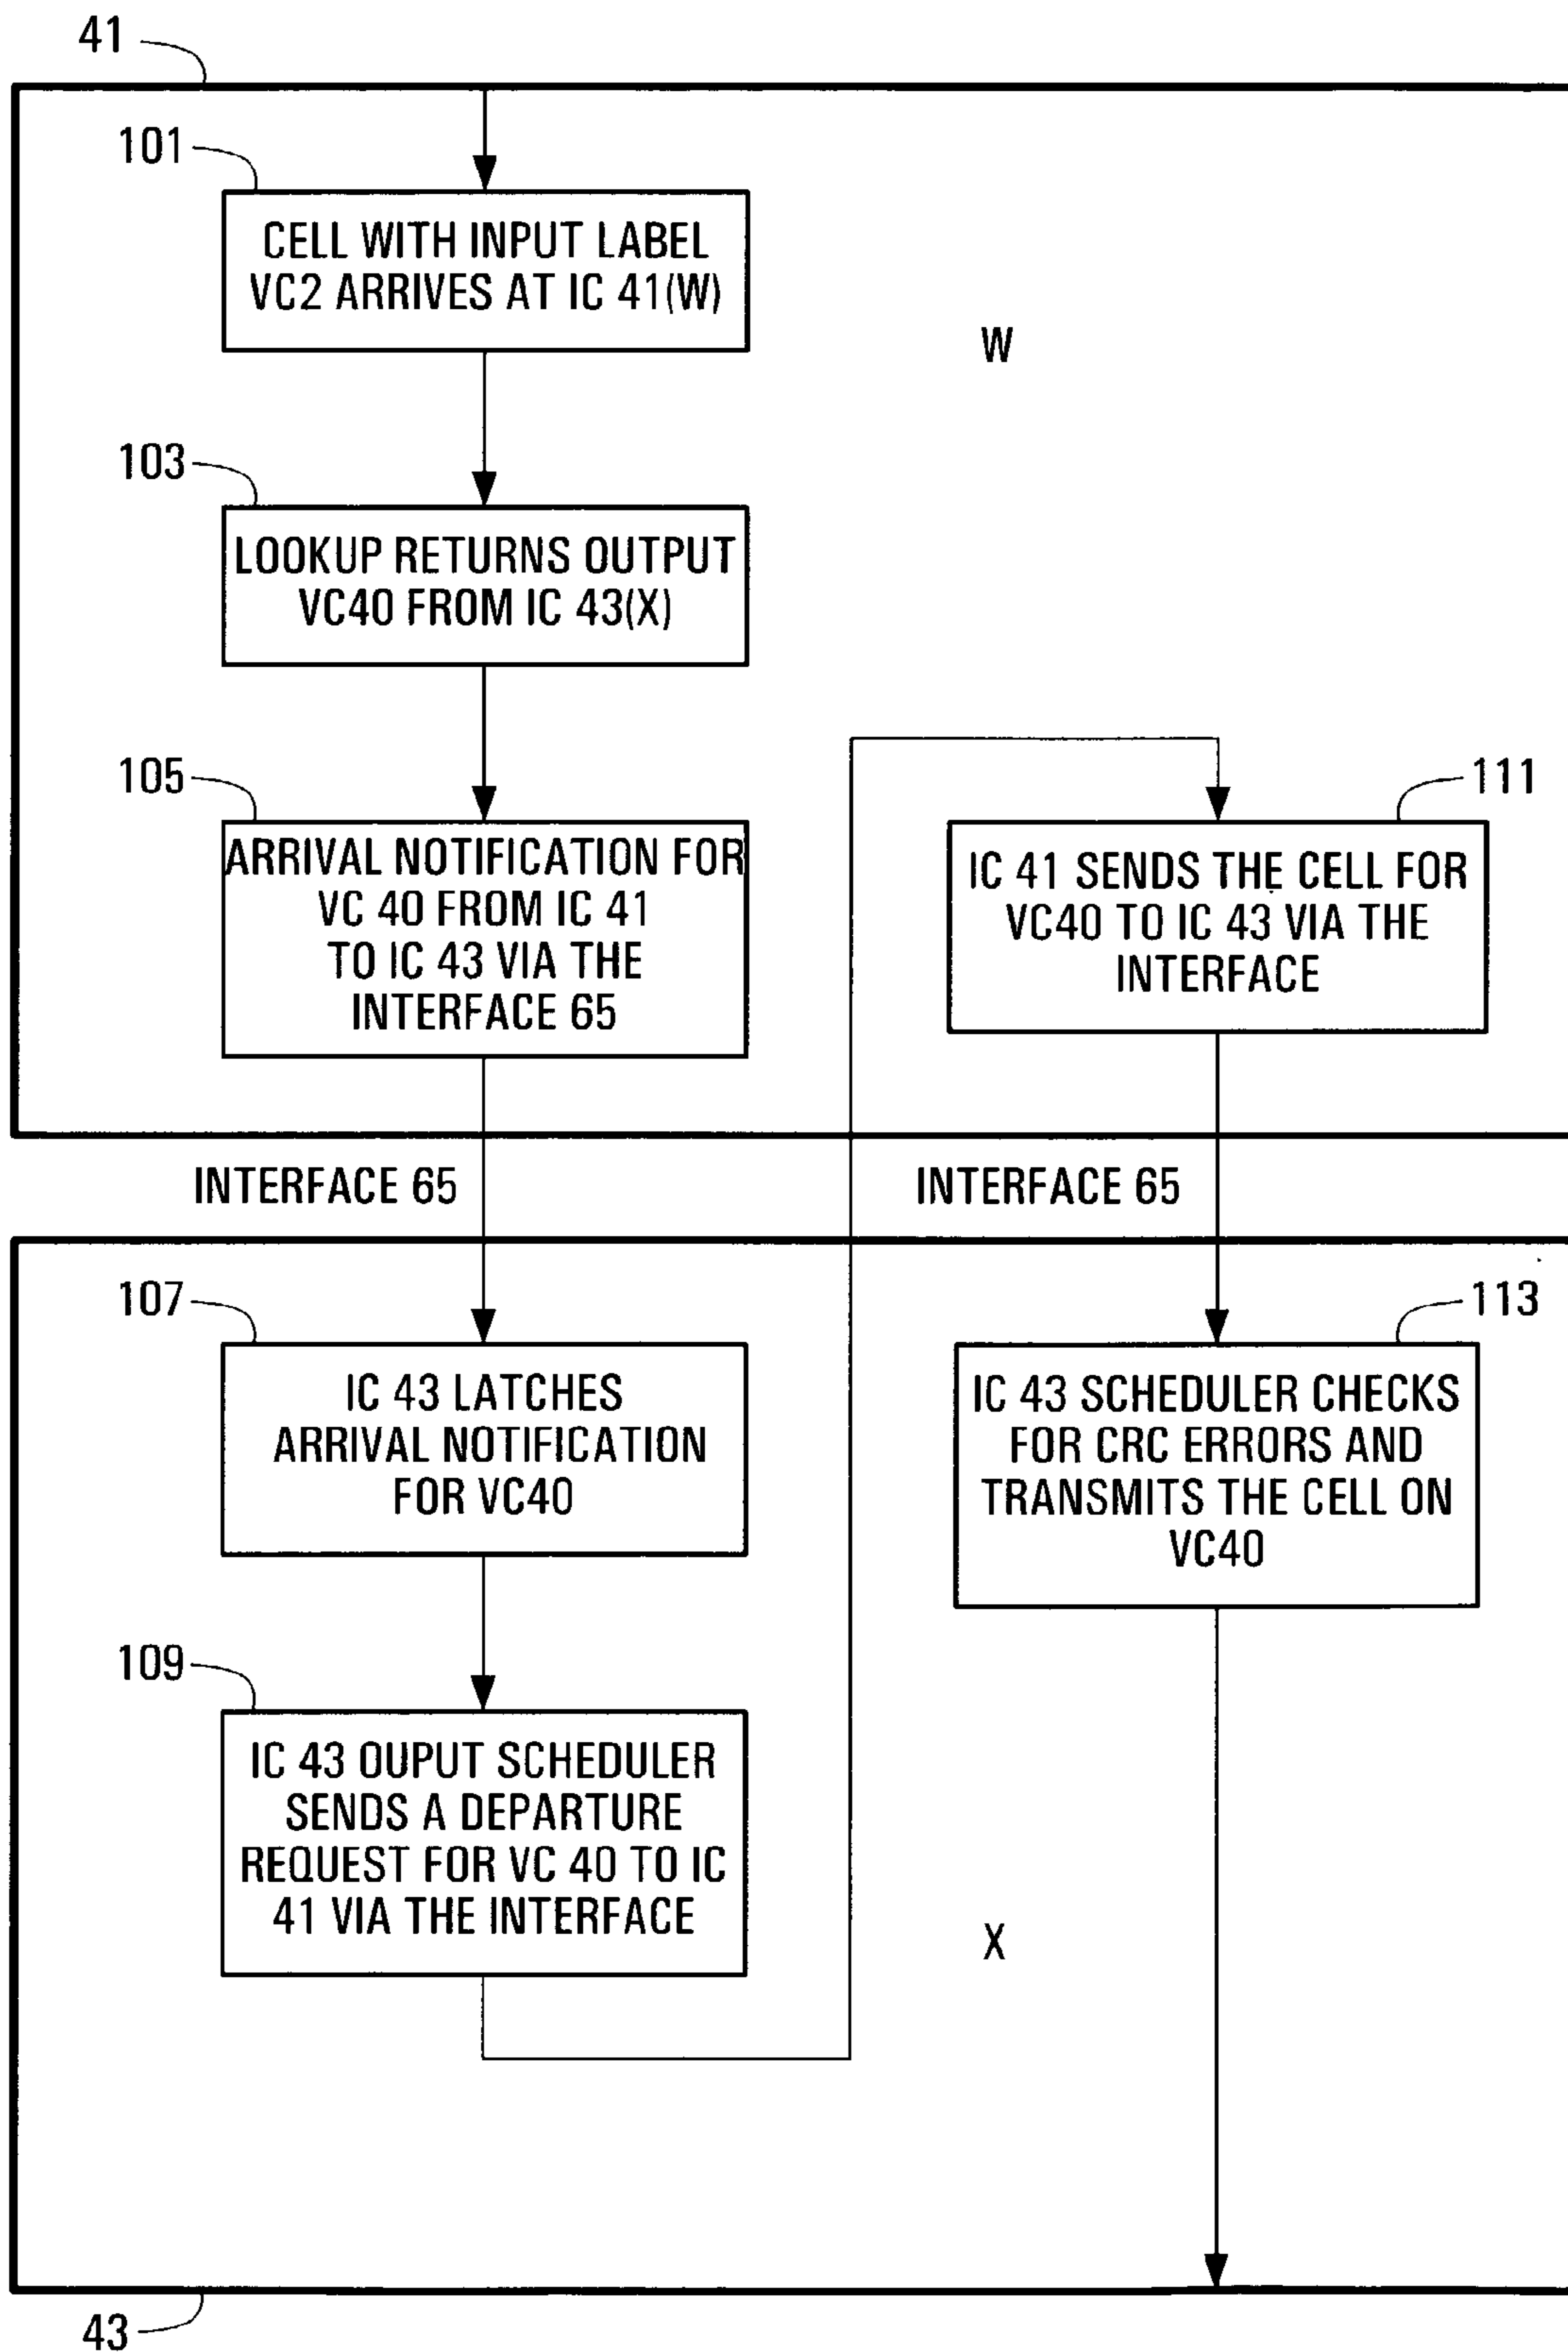 41
101
CELL WITH INPUT LABEL
VC2 ARRIVES AT IC 41(W)
W
103
LOOKUP RETURNS OUTPUT
VC40 FROM IC 43(X)
105
ARRIVAL NOTIFICATION FOR
VC 40 FROM IC 41
TO IC 43 VIA THE
INTERFACE 65
111
IC 41 SENDS THE CELL FOR
VC40 TO IC 43 VIA THE
INTERFACE
INTERFACE 65
INTERFACE 65
107
IC 43 LATCHES
ARRIVAL NOTIFICATION
FOR VC40
113
IC 43 SCHEDULER CHECKS
FOR CRC ERRORS AND
TRANSMITS THE CELL ON
VC40
109
IC 43 OUPUT SCHEDULER
SENDS A DEPARTURE
REQUEST FOR VC 40 TO IC
41 VIA THE INTERFACE
X
43